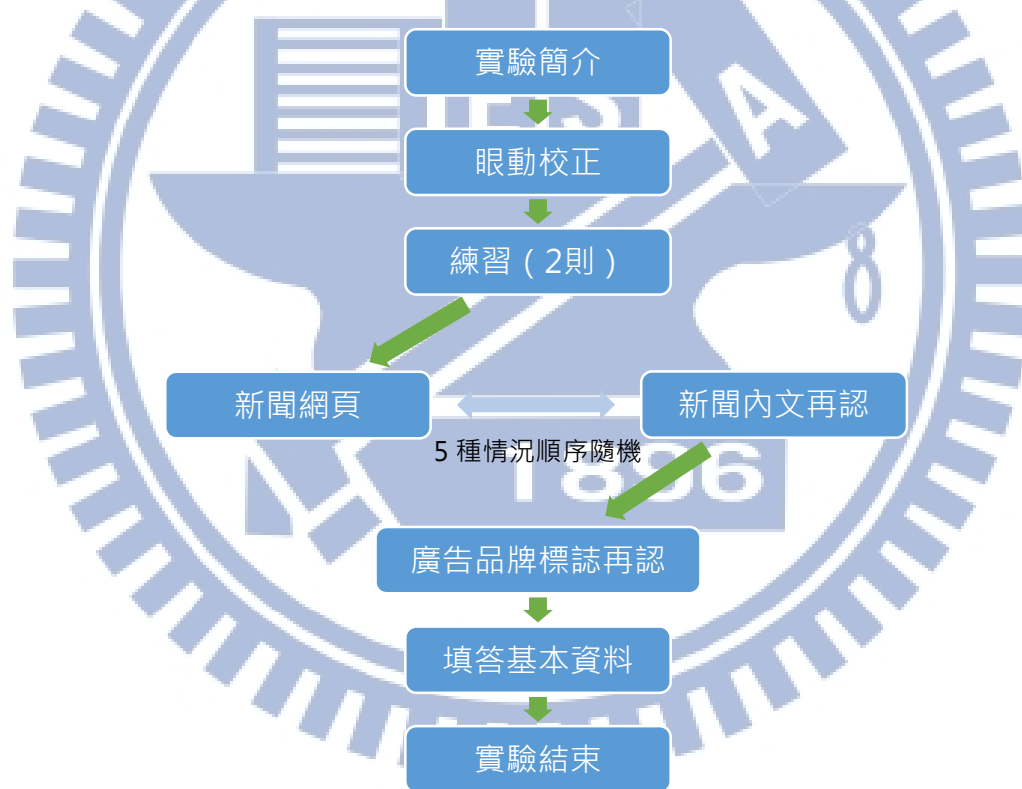 實驗簡介
E S
A
眼動校正
練習（2則）
8
新聞網頁
新聞內文再認
5 種情況順序隨機
1896
廣告品牌標誌再認
填答基本資料
實驗結束